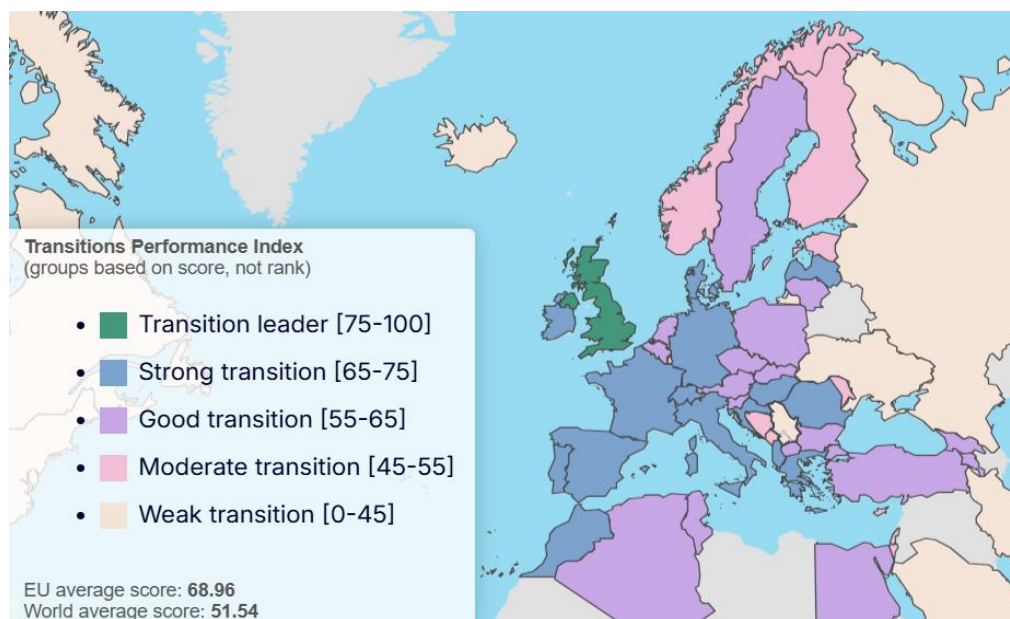 Transitions Performance Index
(groups based on score, not rank)
• Transition leader [75-100]
• Strong transition [65-75]
• Good transition [55-65]
• Moderate transition [45-55]
• Weak transition [0-45]
EU average score: 68.96
World average score: 51.54